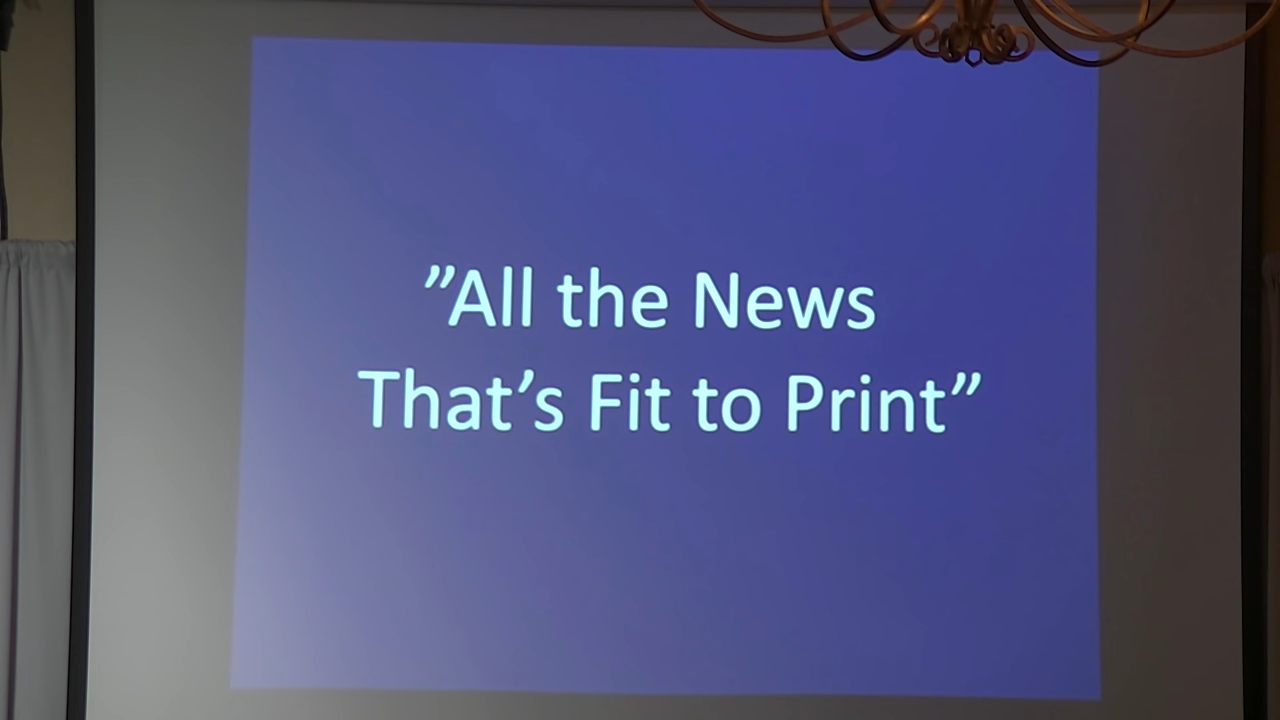 ”All the News
That’s Fit to Print”